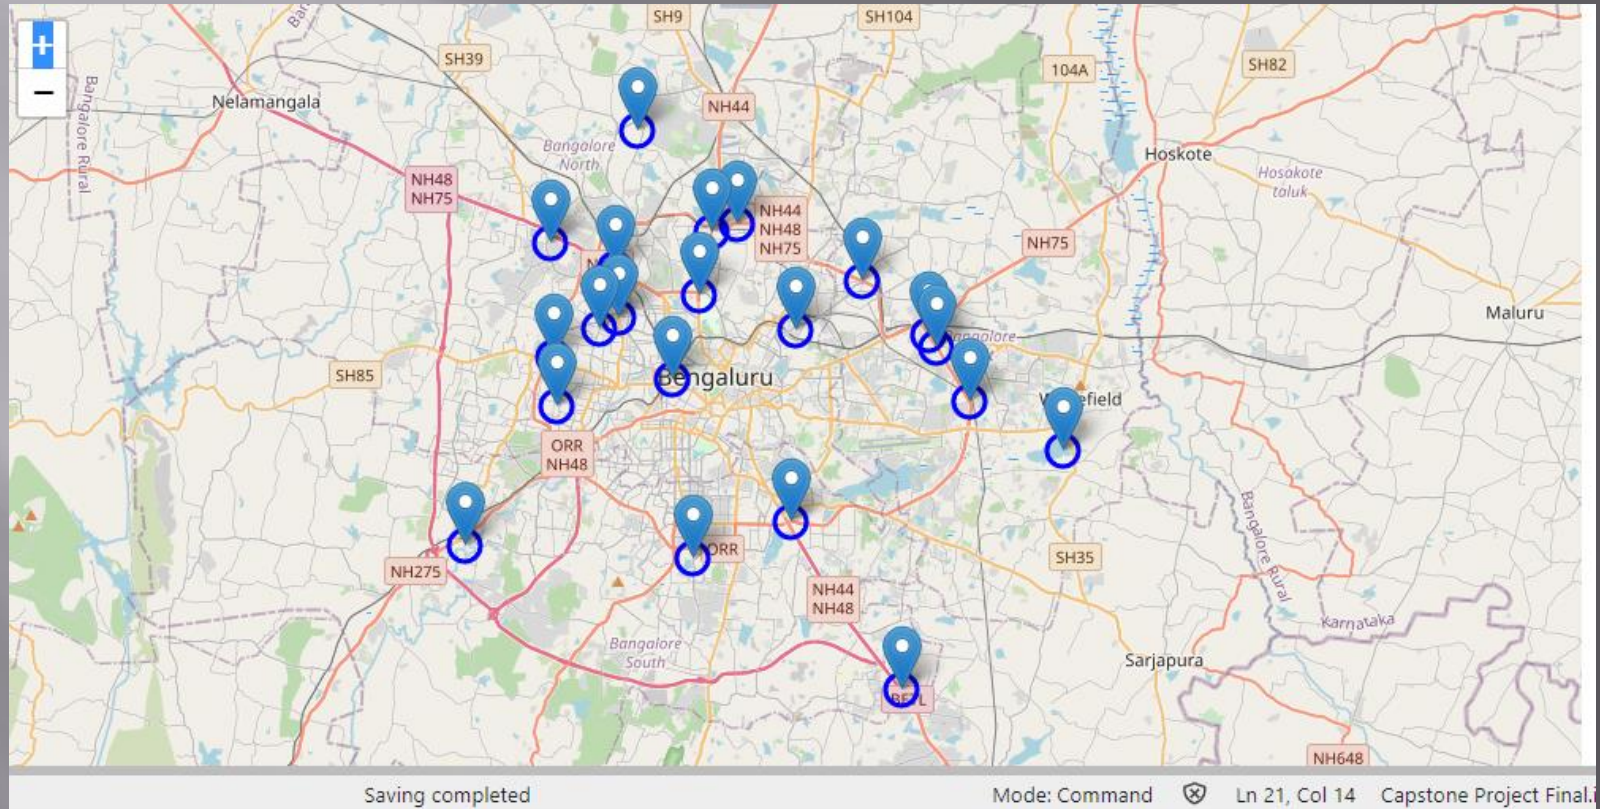 SH9
SH104
+
SH39
104A
SH82
−
Nelamangala
NH44
Bangalore Rural
Bangalore
North
Hoskote
NH48
NH75
Hosakote
taluk
NH44
NH48
NH75
NH75
Maluru
SH85
Bengaluru
ORR
NH48
Bangalore Rural
ORR
SH35
NH275
NH44
NH48
Karnataka
Bangalore
South
Sarjapura
NH648
Saving completed
Mode: Command
Ln 21, Col 14
Capstone Project Final.i